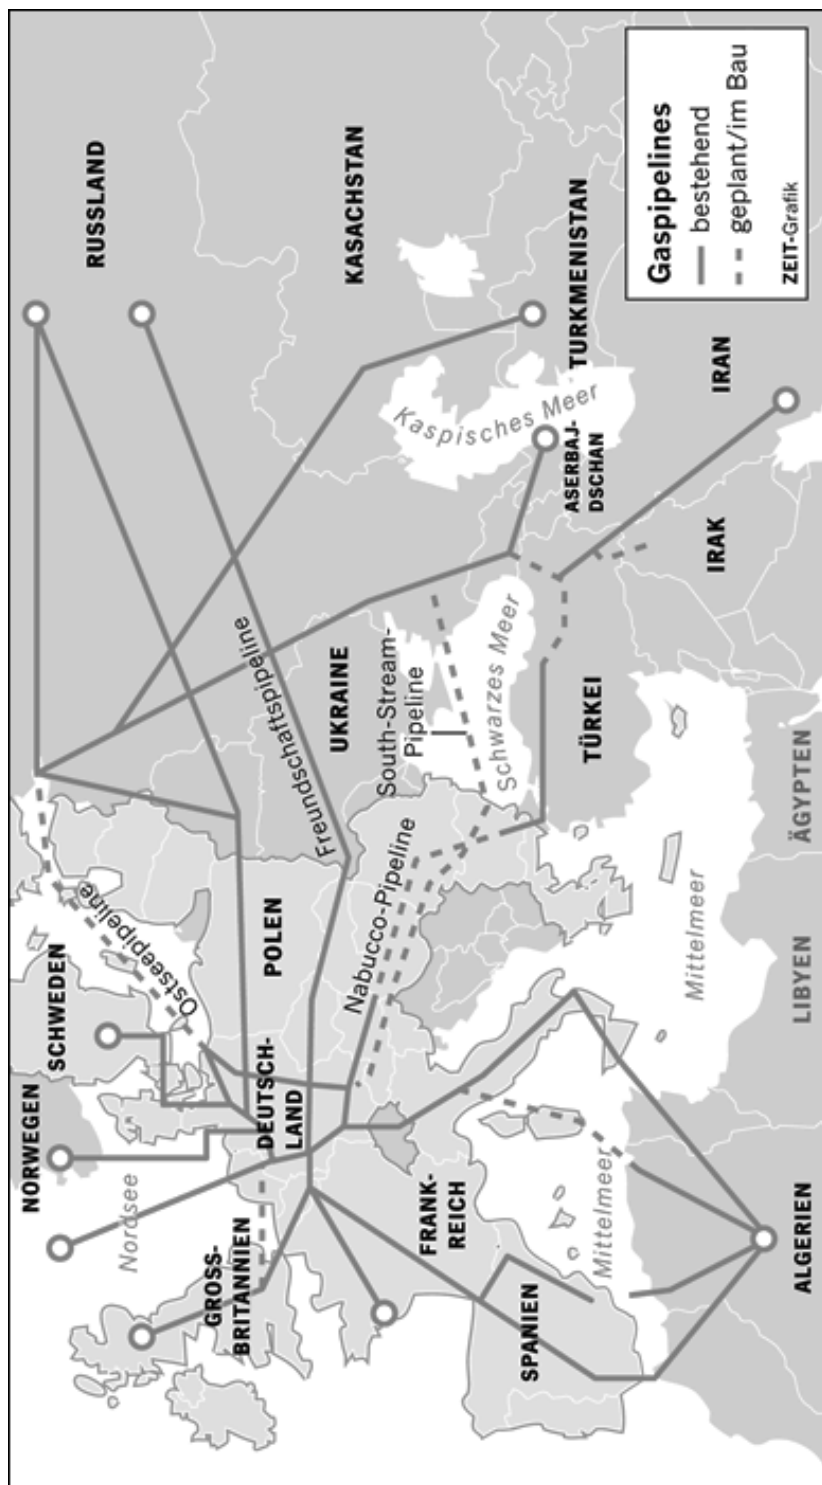 NORWEGEN
SCHWEDEN
RUSSLAND
Nordsee
Ostseepipeline
GROSS-
BRITANNIEN
DEUTSCH-
LAND
POLEN
Freundschaftspipeline
UKRAINE
KASACHSTAN
Nabucco-Pipeline
South-Stream-
Pipeline
FRANK-
REICH
Schwarzes Meer
Kaspisches Meer
SPANIEN
TÜRKEI
ASERBAJ-
DSCHAN
TURKMENISTAN
Mittelmeer
Mittelmeer
IRAK
IRAN
ALGERIEN
LIBYEN
ÄGYPTEN
Gaspipelines
bestehend
geplant/im Bau
ZEIT-Grafik